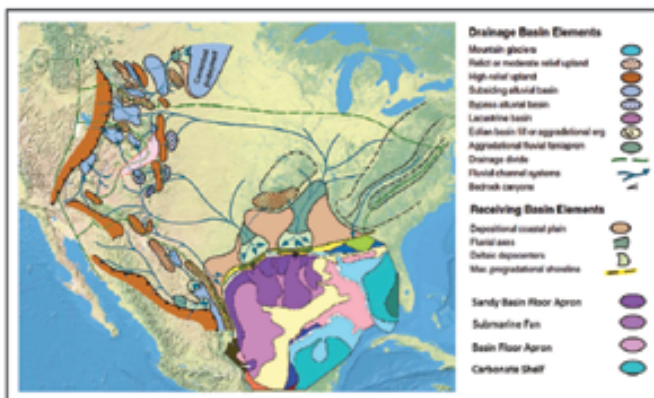 Drainage Basin Elements
Mountain glaciers
Relict or moderate relief upland
High relief upland
Subsiding alluvial basin
Bypass alluvial basin
Lacustrine basin
Eolian basin fill or aggradational erg
Aggradational fluvial fan/apron
Drainage divide
Fluvial channel systems
Bedrock canyons
Receiving Basin Elements
Depositional coastal plain
Fluvial axes
Deltaic depocenters
Max. progradational shoreline
Sandy Basin Floor Apron
Submarine Fan
Basin Floor Apron
Carbonate Shelf